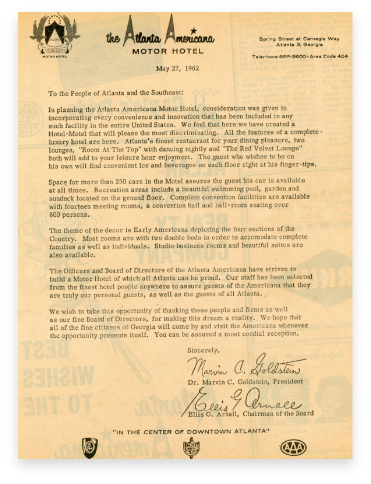 the Atlanta Americana
MOTOR HOTEL
Spring Street at Carnegie Way
Atlanta 3, Georgia
Telephone 688-8600 • Area Code 404
MOTOR HOTEL
May 27, 1962
To the People of Atlanta and the Southeast:
In planning the Atlanta Americana Motor Hotel, consideration was given to
incorporating every convenience and innovation that has been included in any
such facility in the entire United States. We feel that here we have created a
Hotel-Motel that will please the most discriminating. All the features of a complete
luxury hotel are here. Atlanta's finest restaurant for your dining pleasure, two
lounges, "Room At The Top" with dancing nightly and "The Red Velvet Lounge"
both will add to your leisure hour enjoyment. The guest who wishes to be on
his own will find convenient ice and beverages on each floor right at his finger-tips.
Space for more than 250 cars in the Motel assures the guest his car is available
at all times. Recreation areas include a beautiful swimming pool, garden and
sundeck located on the ground floor. Complete convention facilities are available
with fourteen meeting rooms, a convention hall and ball-room seating over
800 persons.
The theme of the decor is Early Americana depicting the four sections of the
Country. Most rooms are with two double beds in order to accomodate complete
families as well as individuals. Studio business rooms and beautiful suites are
also available.
The Officers and Board of Directors of the Atlanta Americana have striven to
build a Motor Hotel of which all Atlanta can be proud. Our staff has been selected
from the finest hotel people anywhere to assure guests of the Americana that they
are truly our personal guests, as well as the guests of all Atlanta.
We wish to take this opportunity of thanking those people and firms as well
as our fine Board of Directors, for making this dream a reality. We hope that
all of the fine citizens of Georgia will come by and visit the Americana whenever
the opportunity presents itself. You can be assured a most cordial reception.
Sincerely,
Marvin C. Goldstein
Dr. Marvin C. Goldstein, President
Ellis G Arnall
Ellis G. Arnall, Chairman of the Board
"IN THE CENTER OF DOWNTOWN ATLANTA"
AAA
BEST
WISHES
TO THE